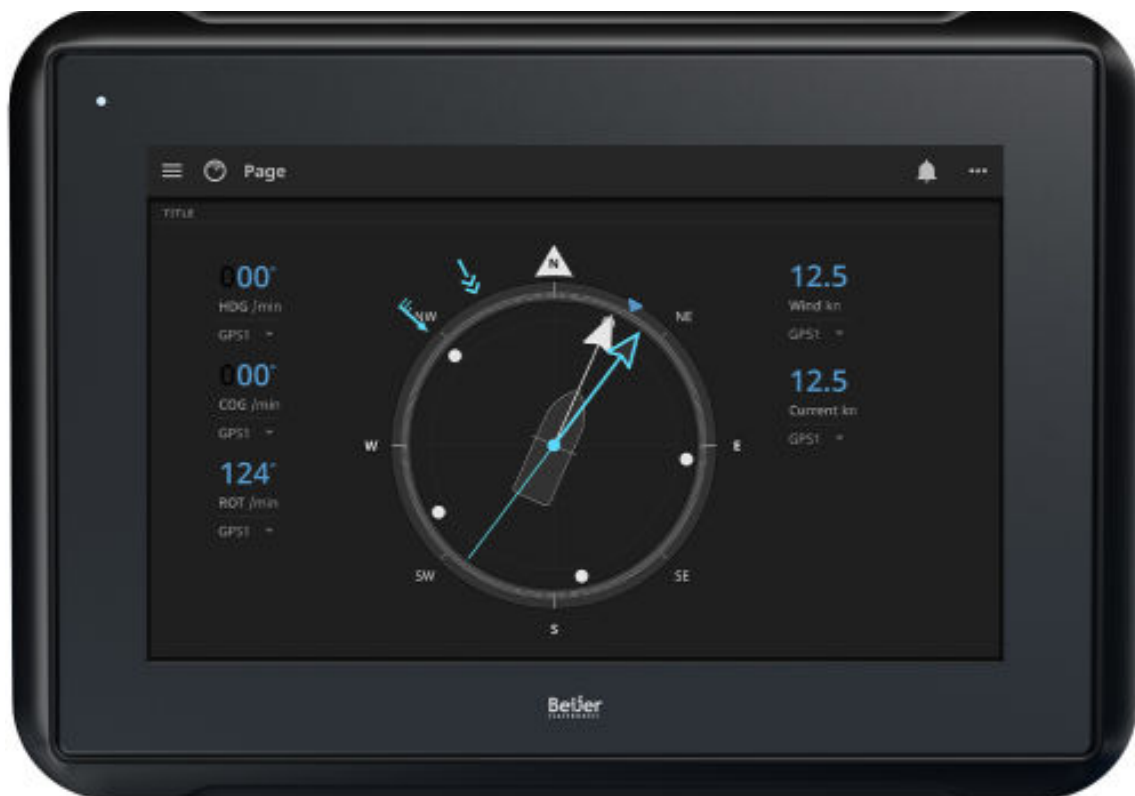 Page
TITLE
000°
HDG /min
GPS1
000°
COG /min
GPS1
124°
ROT /min
GPS1
N
NE
E
SE
S
SW
W
NW
12.5
Wind kn
GPS1
12.5
Current kn
GPS1
Beijer
ELECTRONICS